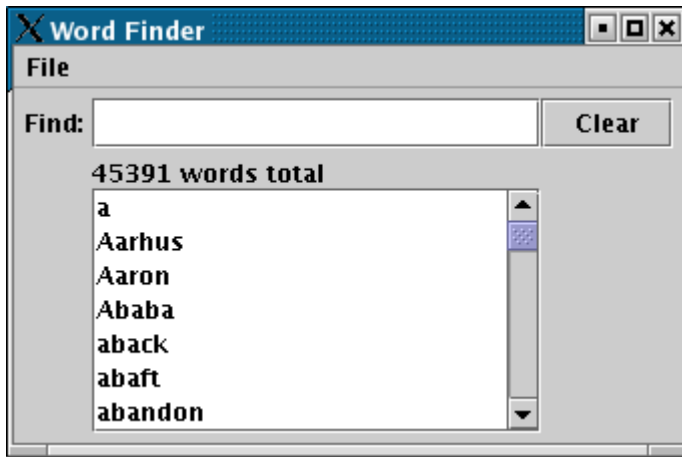 Word Finder
File
Find: Clear
45391 words total
a
Aarhus
Aaron
Ababa
aback
abaft
abandon